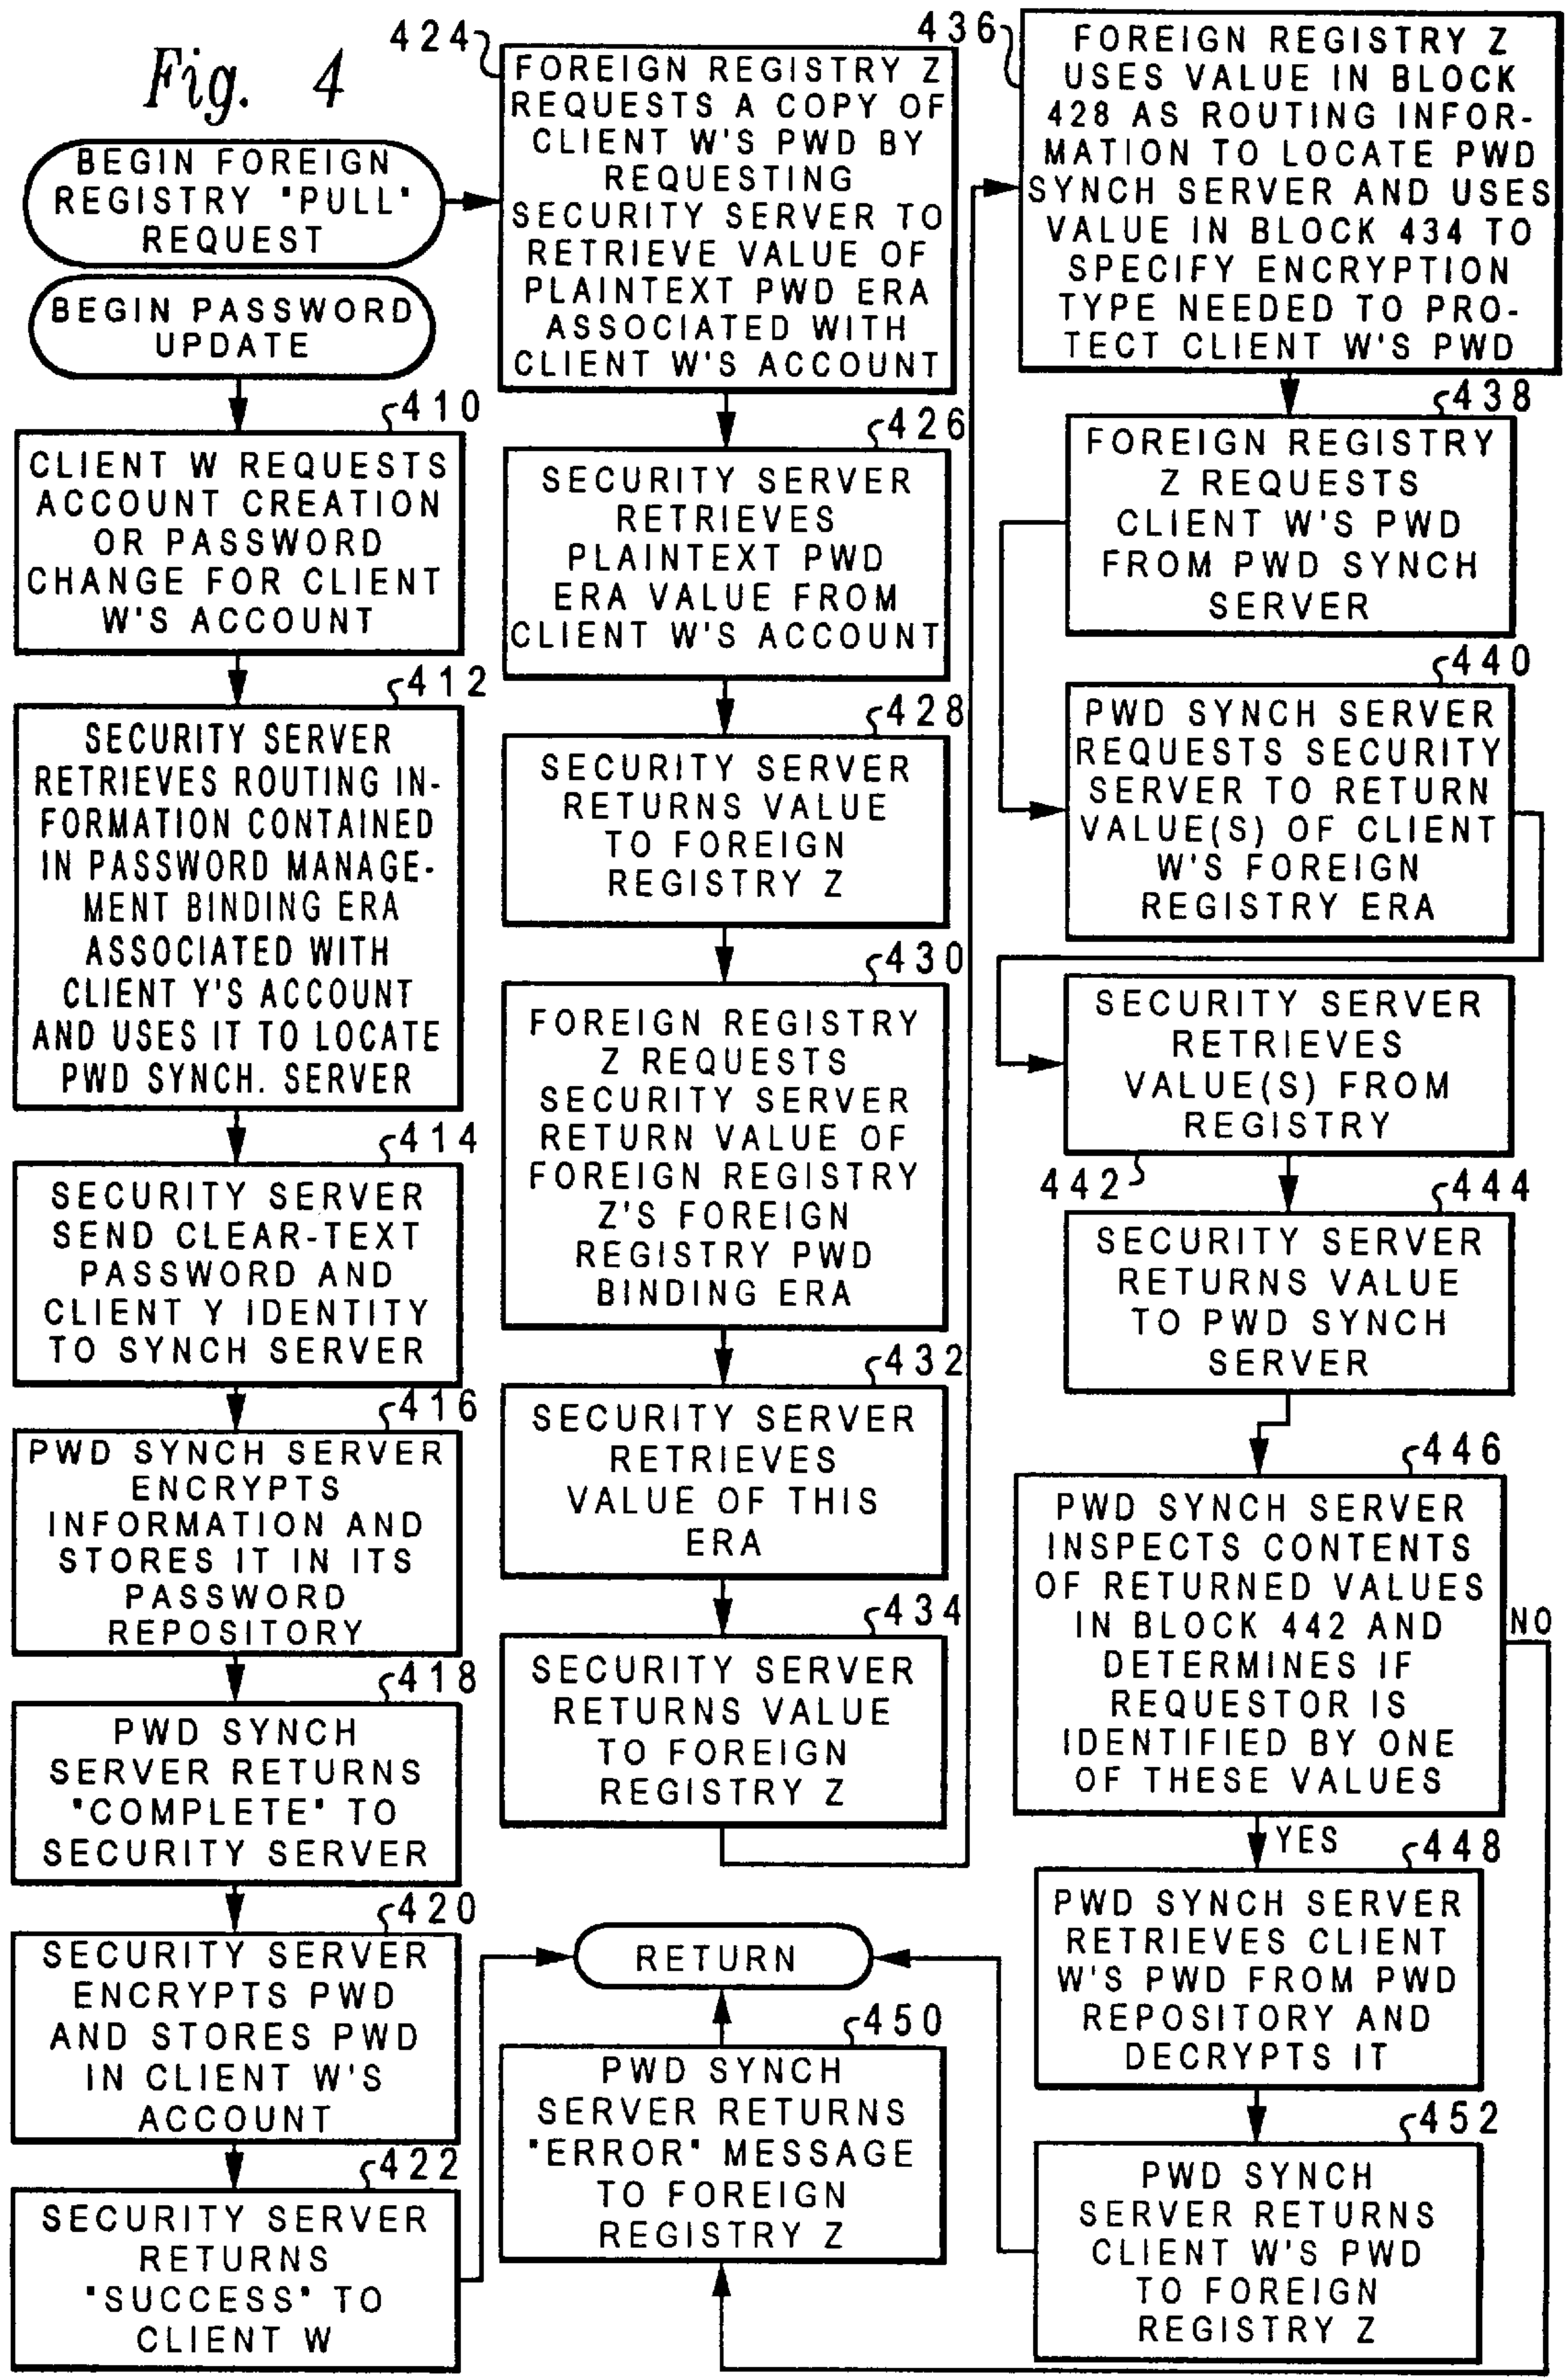 Fig. 4
BEGIN FOREIGN
REGISTRY "PULL"
REQUEST
BEGIN PASSWORD
UPDATE
410
CLIENT W REQUESTS
ACCOUNT CREATION
OR PASSWORD
CHANGE FOR CLIENT
W'S ACCOUNT
412
SECURITY SERVER
RETRIEVES ROUTING IN-
FORMATION CONTAINED
IN PASSWORD MANAGE-
MENT BINDING ERA
ASSOCIATED WITH
CLIENT Y'S ACCOUNT
AND USES IT TO LOCATE
PWD SYNCH. SERVER
414
SECURITY SERVER
SEND CLEAR-TEXT
PASSWORD AND
CLIENT Y IDENTITY
TO SYNCH SERVER
416
PWD SYNCH SERVER
ENCRYPTS
INFORMATION AND
STORES IT IN ITS
PASSWORD
REPOSITORY
418
PWD SYNCH
SERVER RETURNS
"COMPLETE" TO
SECURITY SERVER
420
SECURITY SERVER
ENCRYPTS PWD
AND STORES PWD
IN CLIENT W'S
ACCOUNT
422
SECURITY SERVER
RETURNS
"SUCCESS" TO
CLIENT W
424
FOREIGN REGISTRY Z
REQUESTS A COPY OF
CLIENT W'S PWD BY
REQUESTING
SECURITY SERVER TO
RETRIEVE VALUE OF
PLAINTEXT PWD ERA
ASSOCIATED WITH
CLIENT W'S ACCOUNT
426
SECURITY SERVER
RETRIEVES
PLAINTEXT PWD
ERA VALUE FROM
CLIENT W'S ACCOUNT
428
SECURITY SERVER
RETURNS VALUE
TO FOREIGN
REGISTRY Z
430
FOREIGN REGISTRY
Z REQUESTS
SECURITY SERVER
RETURN VALUE OF
FOREIGN REGISTRY
Z'S FOREIGN
REGISTRY PWD
BINDING ERA
432
SECURITY SERVER
RETRIEVES
VALUE OF THIS
ERA
434
SECURITY SERVER
RETURNS VALUE
TO FOREIGN
REGISTRY Z
RETURN
450
PWD SYNCH
SERVER RETURNS
"ERROR" MESSAGE
TO FOREIGN
REGISTRY Z
436
FOREIGN REGISTRY Z
USES VALUE IN BLOCK
428 AS ROUTING INFOR-
MATION TO LOCATE PWD
SYNCH SERVER AND USES
VALUE IN BLOCK 434 TO
SPECIFY ENCRYPTION
TYPE NEEDED TO PRO-
TECT CLIENT W'S PWD
438
FOREIGN REGISTRY
Z REQUESTS
CLIENT W'S PWD
FROM PWD SYNCH
SERVER
440
PWD SYNCH SERVER
REQUESTS SECURITY
SERVER TO RETURN
VALUE(S) OF CLIENT
W'S FOREIGN
REGISTRY ERA
SECURITY SERVER
RETRIEVES
VALUE(S) FROM
REGISTRY
442
444
SECURITY SERVER
RETURNS VALUE
TO PWD SYNCH
SERVER
446
PWD SYNCH SERVER
INSPECTS CONTENTS
OF RETURNED VALUES
IN BLOCK 442 AND
DETERMINES IF
REQUESTOR IS
IDENTIFIED BY ONE
OF THESE VALUES
NO
YES
448
PWD SYNCH SERVER
RETRIEVES CLIENT
W'S PWD FROM PWD
REPOSITORY AND
DECRYPTS IT
452
PWD SYNCH
SERVER RETURNS
CLIENT W'S PWD
TO FOREIGN
REGISTRY Z